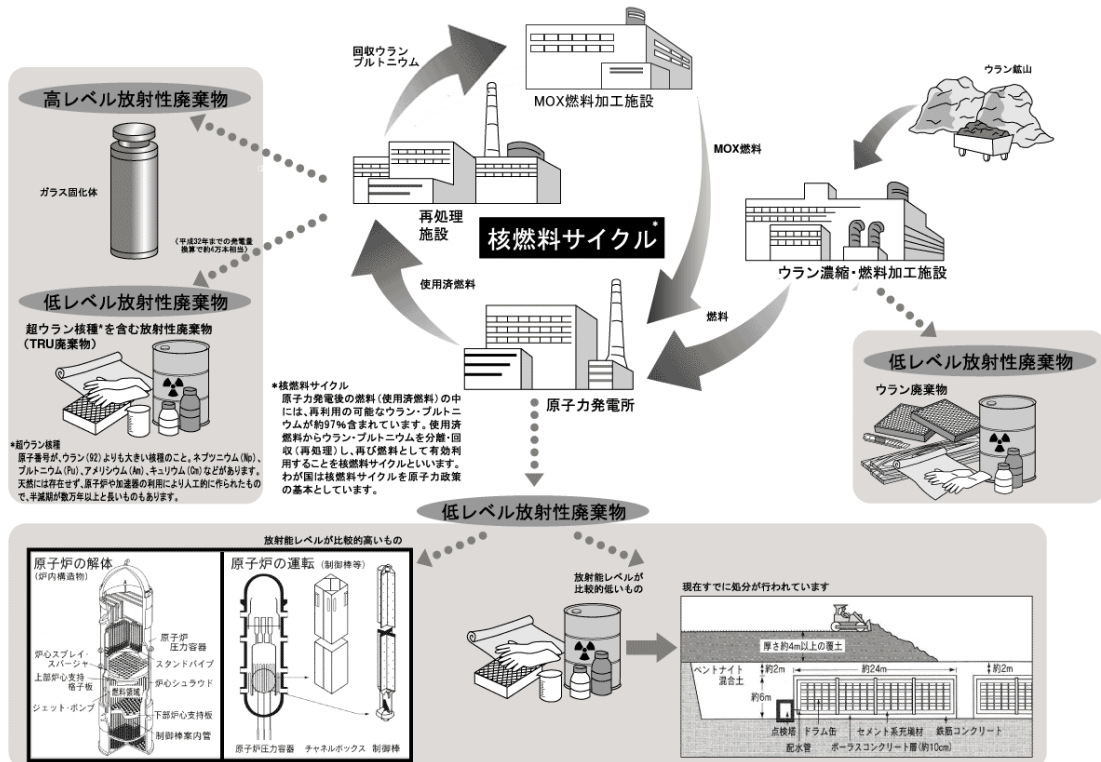 回収ウラン
プルトニウム
MOX燃料加工施設
ウラン鉱山
高レベル放射性廃棄物
ガラス固化体
(平成32年までの発電量
換算で約4万本相当)
再処理
施設
MOX燃料
核燃料サイクル*
ウラン濃縮・燃料加工施設
使用済燃料
燃料
原子力発電所
低レベル放射性廃棄物
超ウラン核種*を含む放射性廃棄物
(TRU廃棄物)
*超ウラン核種
原子番号が、ウラン(92)よりも大きい核種のこと。ネプツニウム(Np)、
プルトニウム(Pu)、アメリシウム(Am)、キュリウム(Cm)などがあります。
天然には存在せず、原子炉や加速器の利用により人工的に作られたもの
で、半減期が数万年以上と長いものもあります。
*核燃料サイクル
原子力発電後の燃料(使用済燃料)の中
には、再利用の可能なウラン・プルトニ
ウムが約97%含まれています。使用済
燃料からウラン・プルトニウムを分離・回
収(再処理)し、再び燃料として有効利
用することを核燃料サイクルといいます。
わが国は核燃料サイクルを原子力政策
の基本としています。
低レベル放射性廃棄物
ウラン廃棄物
低レベル放射性廃棄物
放射能レベルが比較的高いもの
原子炉の解体
(炉内構造物)
原子炉
圧力容器
炉心スプレイ・
スパージャ
スタンドパイプ
上部炉心支持
格子板
炉心シュラウド
燃料領域
ジェット・ポンプ
下部炉心支持板
制御棒案内管
原子炉の運転(制御棒等)
原子炉圧力容器
チャネルボックス
制御棒
放射能レベルが
比較的低いもの
現在すでに処分が行われています
厚さ約4m以上の覆土
ベントナイト
混合土
約2m
約24m
約2m
約6m
点検塔
ドラム缶
セメント系充塡材
鉄筋コンクリート
配水管
ポーラスコンクリート層(約10cm)